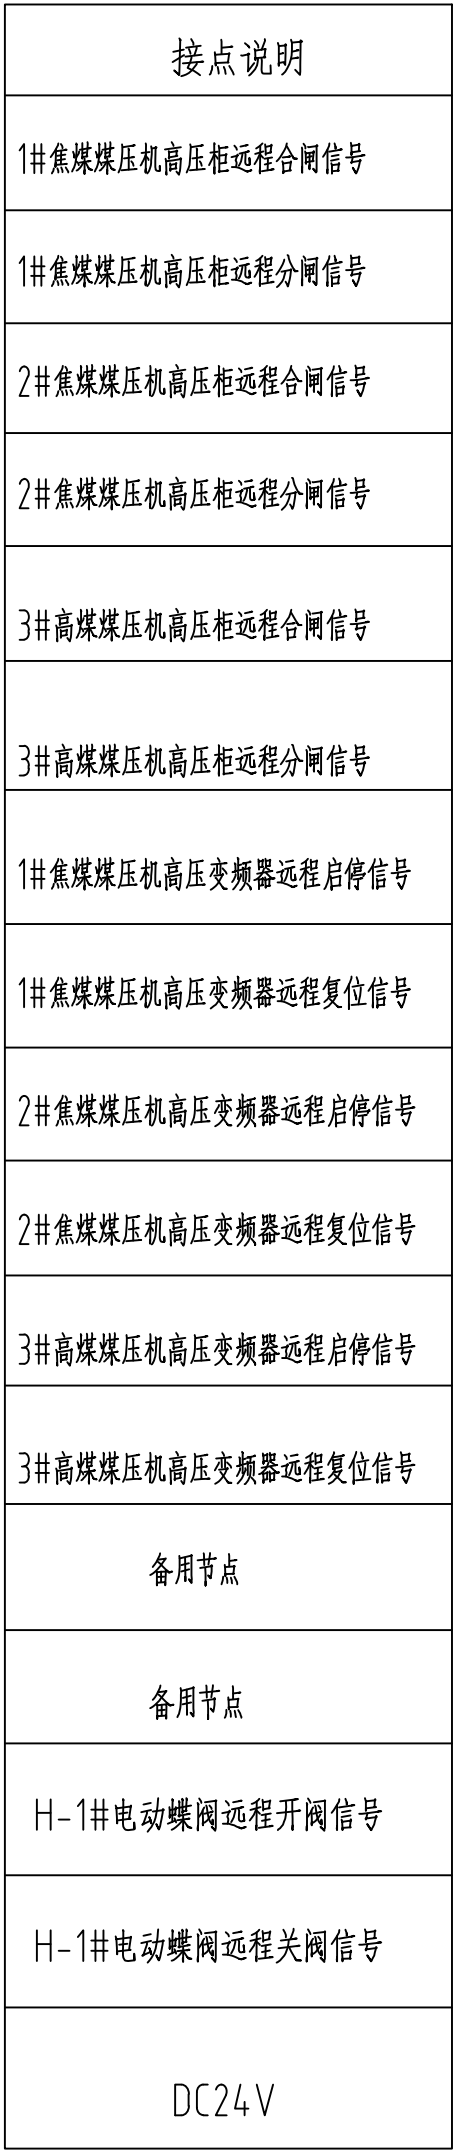 接点说明
1#焦煤煤压机高压柜远程合闸信号
1#焦煤煤压机高压柜远程分闸信号
2#焦煤煤压机高压柜远程合闸信号
2#焦煤煤压机高压柜远程分闸信号
3#高煤煤压机高压柜远程合闸信号
3#高煤煤压机高压柜远程分闸信号
1#焦煤煤压机高压变频器远程启停信号
1#焦煤煤压机高压变频器远程复位信号
2#焦煤煤压机高压变频器远程启停信号
2#焦煤煤压机高压变频器远程复位信号
3#高煤煤压机高压变频器远程启停信号
3#高煤煤压机高压变频器远程复位信号
备用节点
备用节点
H-1#电动蝶阀远程开阀信号
H-1#电动蝶阀远程关阀信号
DC24V